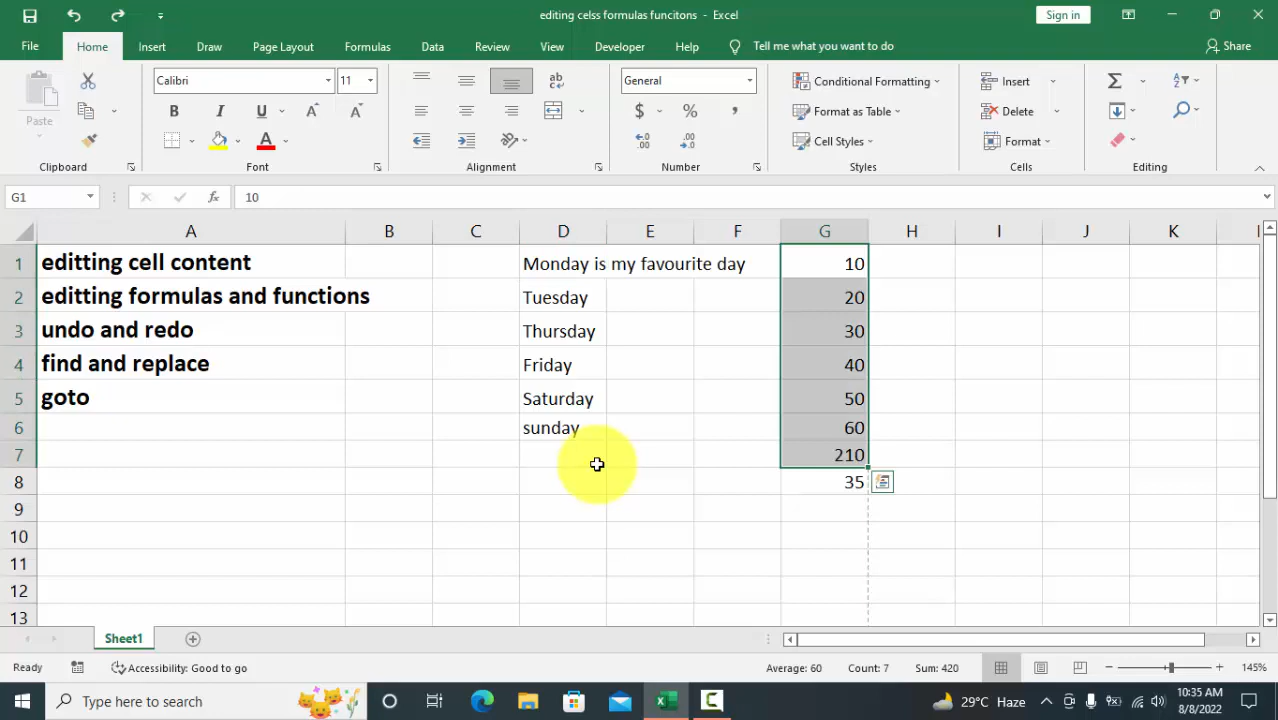 editing celss formulas funcitons - Excel
Sign in
File Home Insert Draw Page Layout Formulas Data Review View Developer Help Tell me what you want to do Share
Paste
Calibri 11
General
Conditional Formatting
Format as Table
Cell Styles
Insert
Delete
Format
Clipboard Font Alignment Number Styles Cells Editing
G1 10
A B C D E F G H I J K
1 editting cell content Monday is my favourite day 10
2 editting formulas and functions Tuesday 20
3 undo and redo Thursday 30
4 find and replace Friday 40
5 goto Saturday 50
6 sunday 60
7 210
8 35
9
10
11
12
13
Sheet1
Ready Accessibility: Good to go Average: 60 Count: 7 Sum: 420 145%
Type here to search 29°C Haze 10:35 AM
8/8/2022